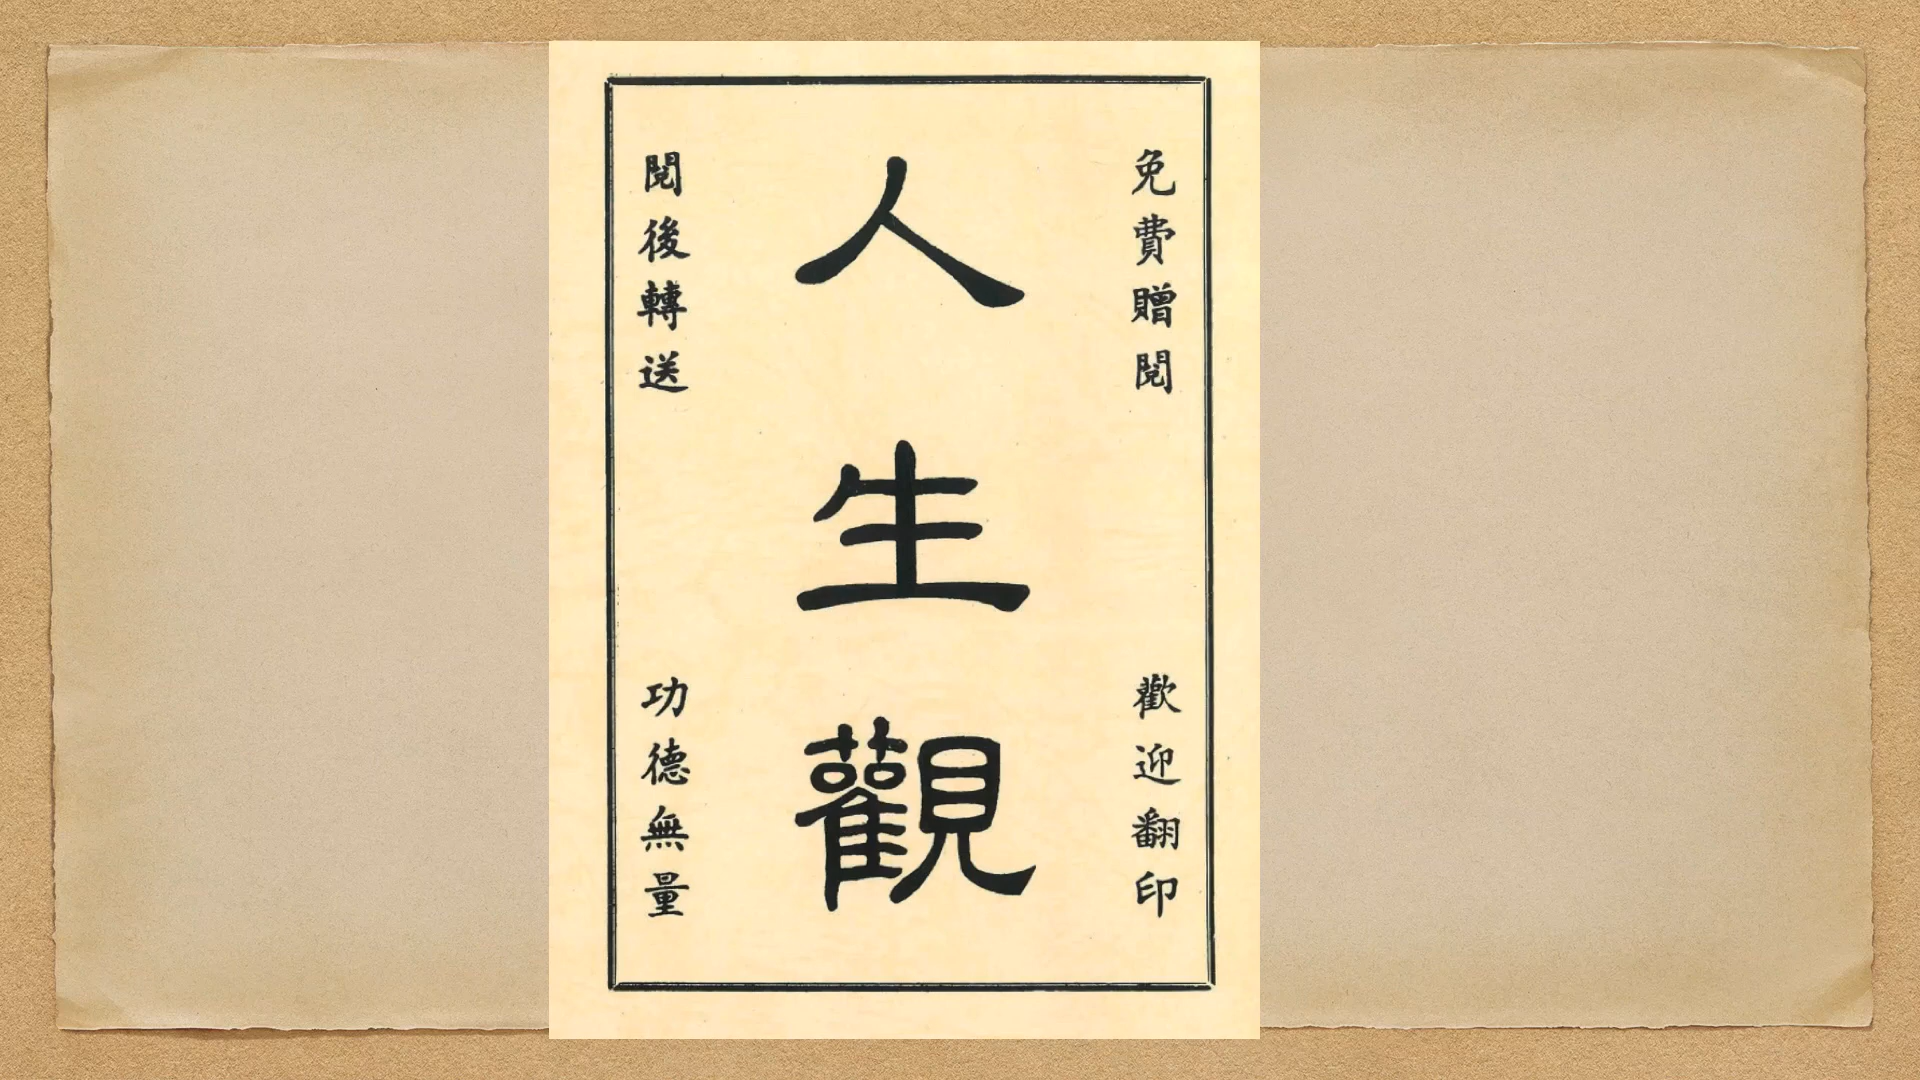 免費贈閱
歡迎翻印
人生觀
閱後轉送
功德無量